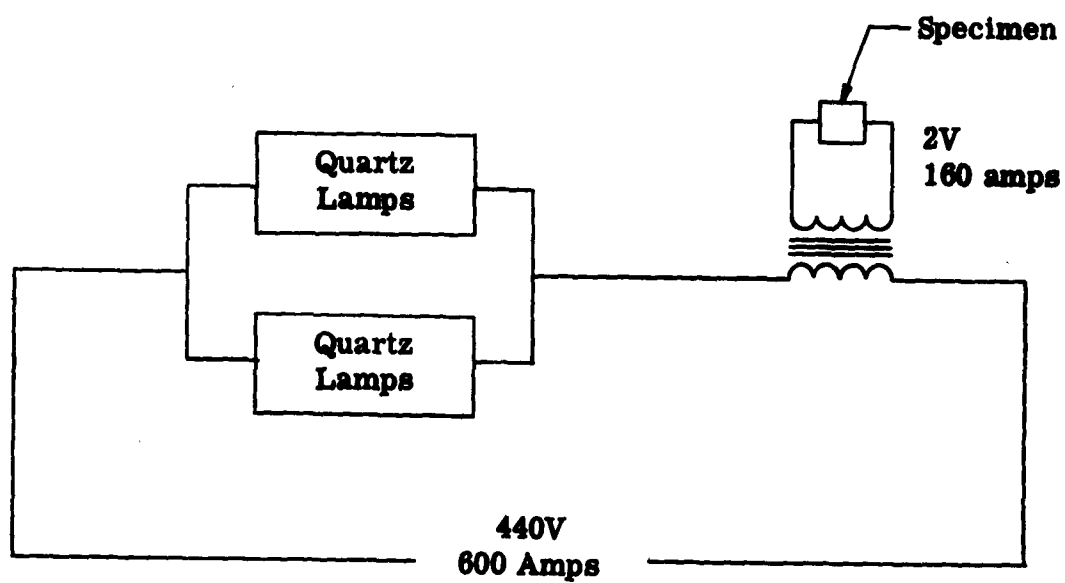 Specimen
2V
160 amps
Quartz
Lamps
Quartz
Lamps
440V
600 Amps